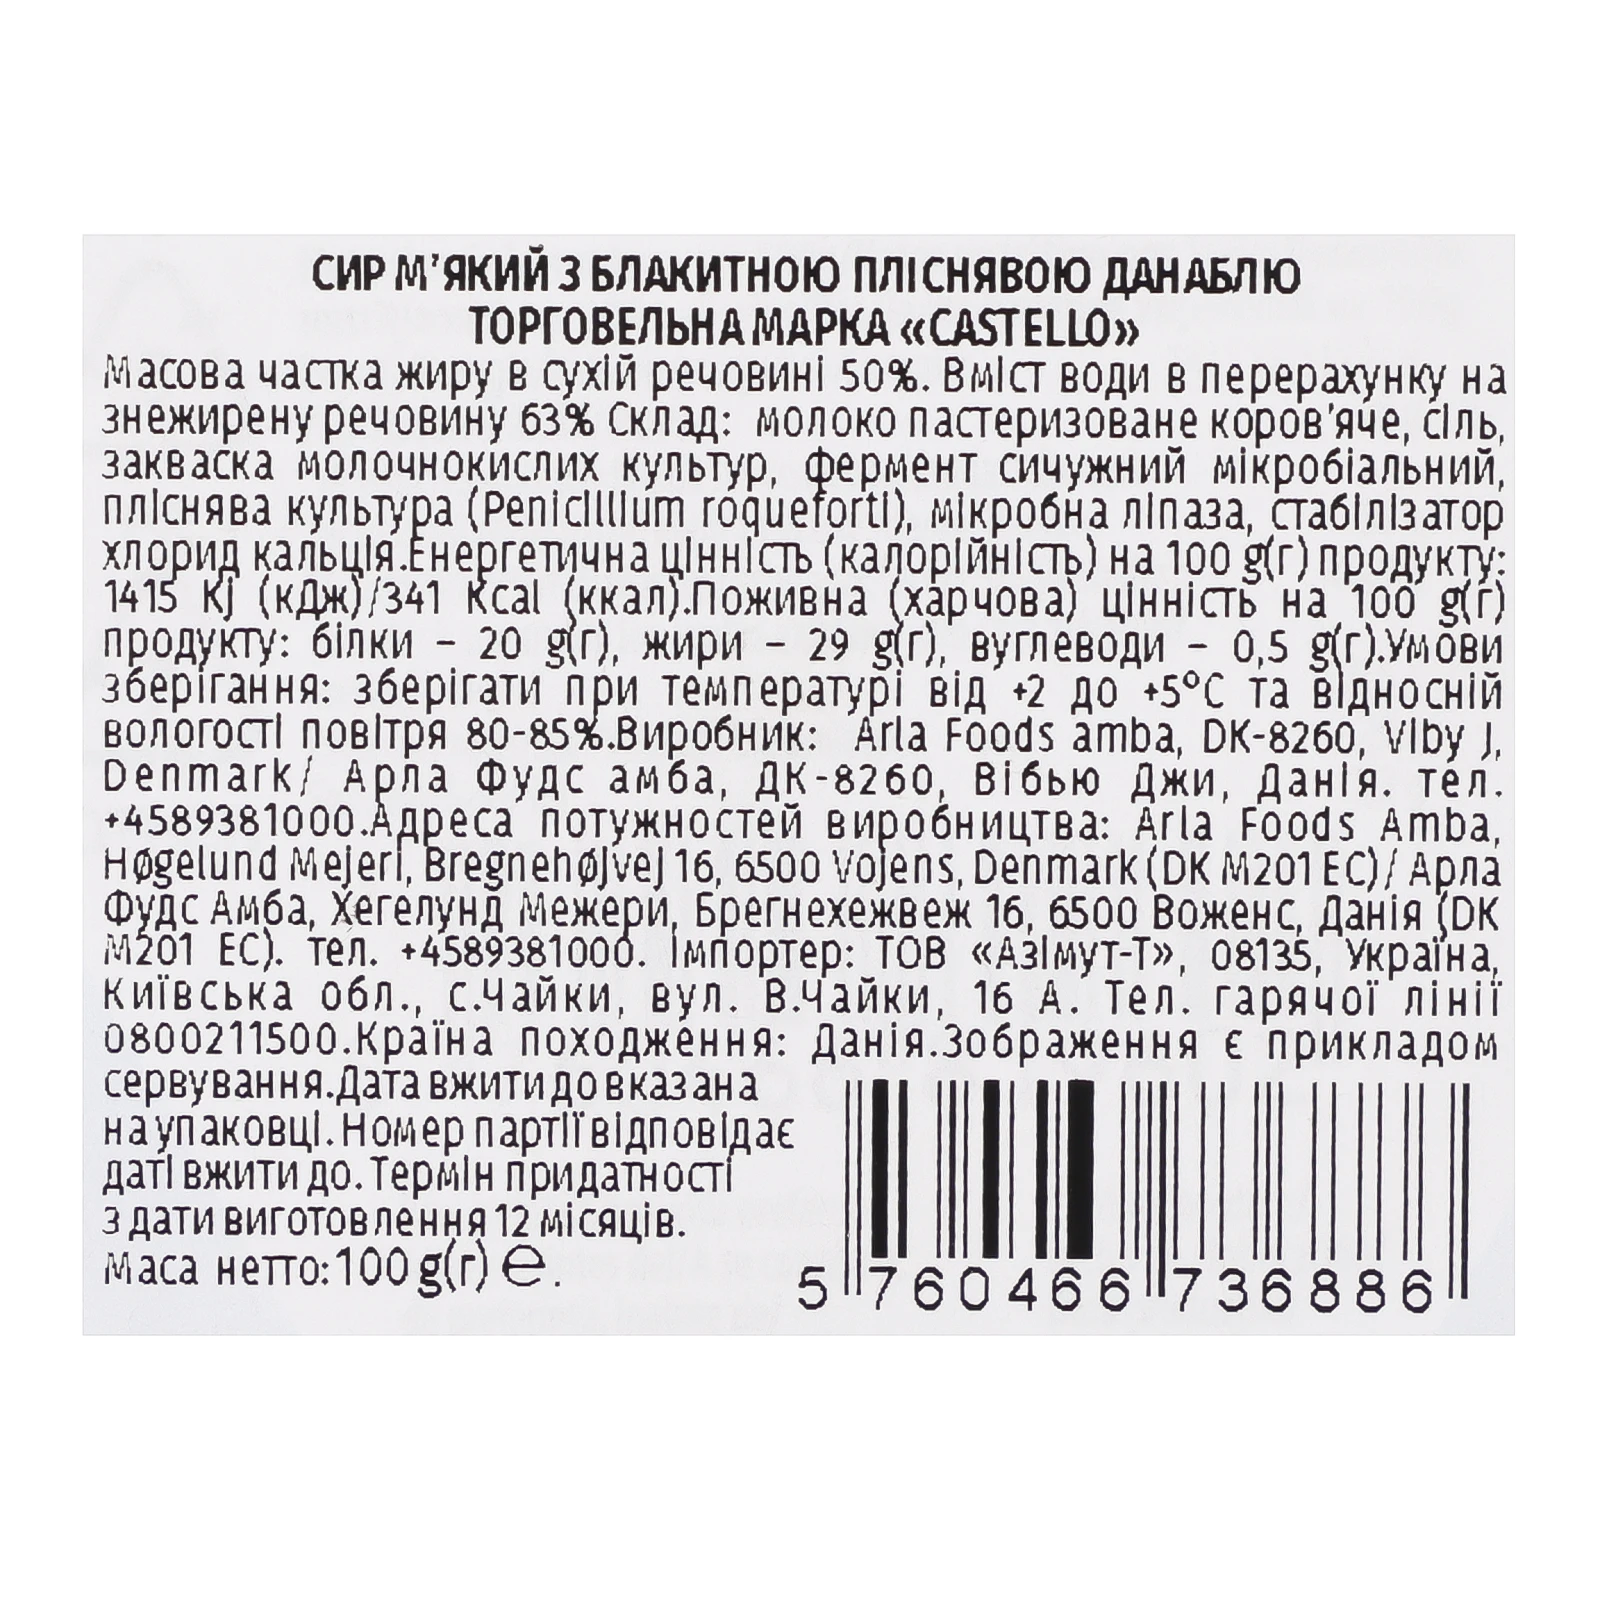 СИР М'ЯКИЙ З БЛАКИТНОЮ ПЛІСНЯВОЮ ДАНАБЛЮ
ТОРГОВЕЛЬНА МАРКА «CASTELLO»
Масова частка жиру в сухій речовині 50%. Вміст води в перерахунку на
знежирену речовину 63% Склад: молоко пастеризоване коров'яче, сіль,
закваска молочнокислих культур, фермент сичужний мікробіальний,
пліснява культура (Penicillium roqueforti), мікробна ліпаза, стабілізатор
хлорид кальція.Енергетична цінність (калорійність) на 100 g(г) продукту:
1415 Kj (кДж)/341 Kcal (ккал).Поживна (харчова) цінність на 100 g(г)
продукту: білки – 20 g(г), жири – 29 g(г), вуглеводи – 0,5 g(г).Умови
зберігання: зберігати при температурі від +2 до +5°С та відносній
вологості повітря 80-85%.Виробник: Arla Foods amba, DK-8260, Viby J,
Denmark/ Арла Фудс амба, ДК-8260, Вібью Джи, Данія. тел.
+4589381000.Адреса потужностей виробництва: Arla Foods Amba,
Høgelund Mejeri, Bregnehøjvej 16, 6500 Vojens, Denmark (DK M201 EC)/ Арла
Фудс Амба, Хегелунд Межери, Брегнехежвеж 16, 6500 Воженс, Данія (DK
M201 EC). тел. +4589381000. Імпортер: ТОВ «Азімут-Т», 08135, Україна,
Київська обл., с.Чайки, вул. В.Чайки, 16 А. Тел. гарячої лінії
0800211500.Країна походження: Данія.Зображення є прикладом
сервування.Дата вжити до вказана
на упаковці. Номер партії відповідає
даті вжити до. Термін придатності
з дати виготовлення 12 місяців.
Маса нетто: 100 g(г) ℮.
5 760466 736886